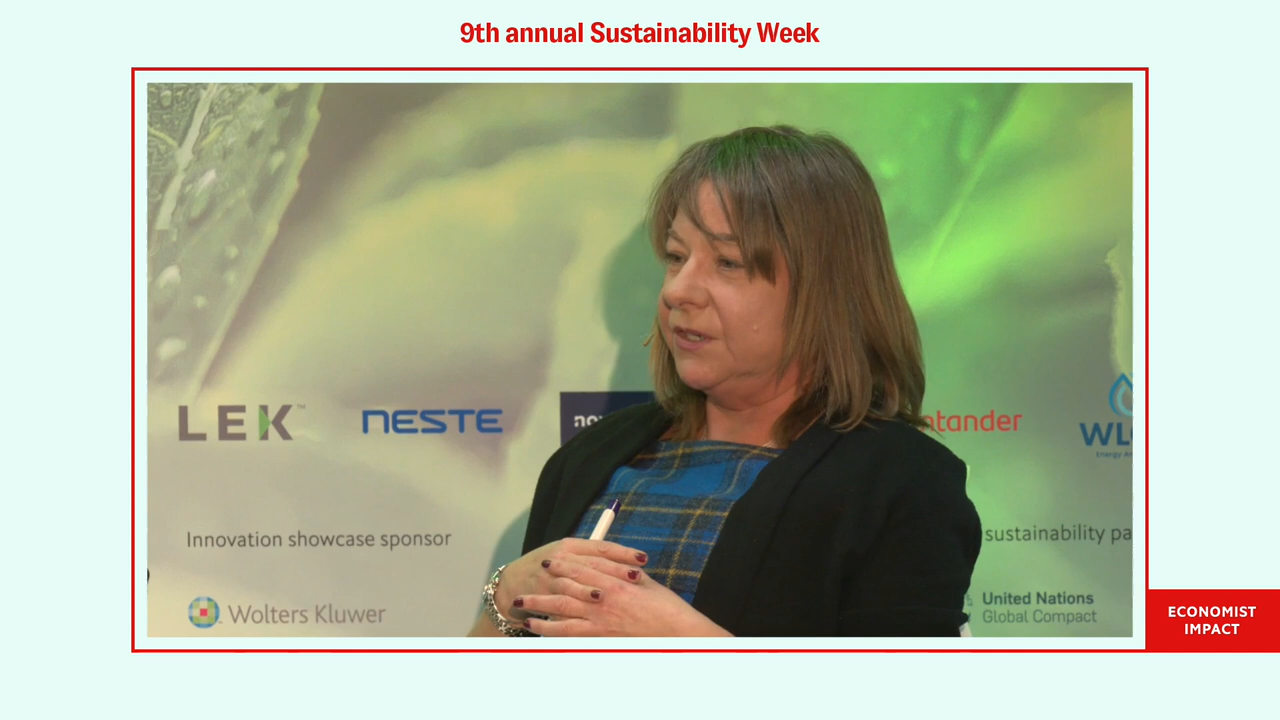 9th annual Sustainability Week
LEK™
NESTE
ntander
Innovation showcase sponsor
sustainability pa
Wolters Kluwer
United Nations
Global Compact
ECONOMIST
IMPACT